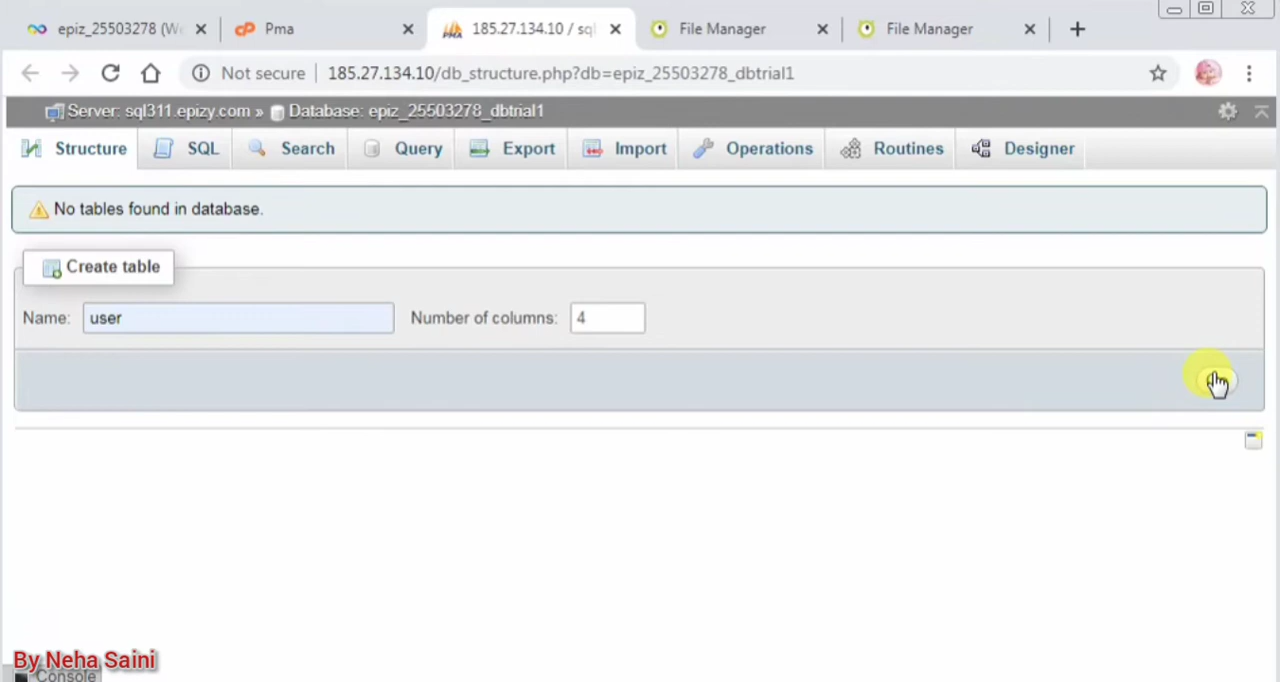 epiz_25503278 (We
Pma
185.27.134.10 / sql
File Manager
File Manager
Not secure
185.27.134.10/db_structure.php?db=epiz_25503278_dbtrial1
Server: sql311.epizy.com » Database: epiz_25503278_dbtrial1
Structure SQL Search Query Export Import Operations Routines Designer
No tables found in database.
Create table
Name: user Number of columns: 4
By Neha Saini
Console